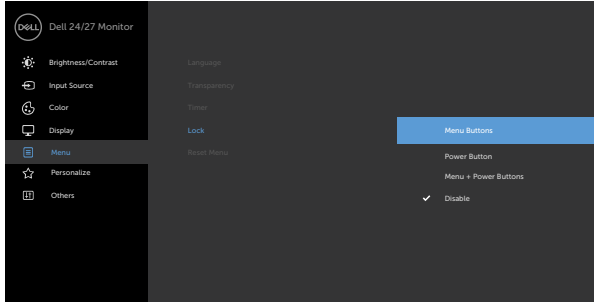 DELL Dell 24/27 Monitor
Brightness/Contrast
Input Source
Color
Display
Menu
Personalize
Others
Language
Transparency
Timer
Lock
Reset Menu
Menu Buttons
Power Button
Menu + Power Buttons
Disable